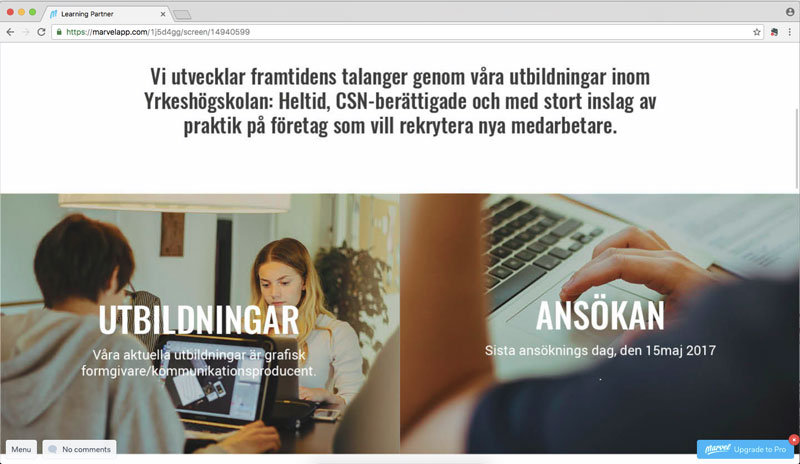 Learning Partner
https://marvelapp.com/1j5d4gg/screen/14940599
Vi utvecklar framtidens talanger genom våra utbildningar inom
Yrkeshögskolan: Heltid, CSN-berättigade och med stort inslag av
praktik på företag som vill rekrytera nya medarbetare.
UTBILDNINGAR
Våra aktuella utbildningar är grafisk
formgivare/kommunikationsproducent.
ANSÖKAN
Sista ansöknings dag, den 15maj 2017
Menu
No comments
Marvel Upgrade to Pro